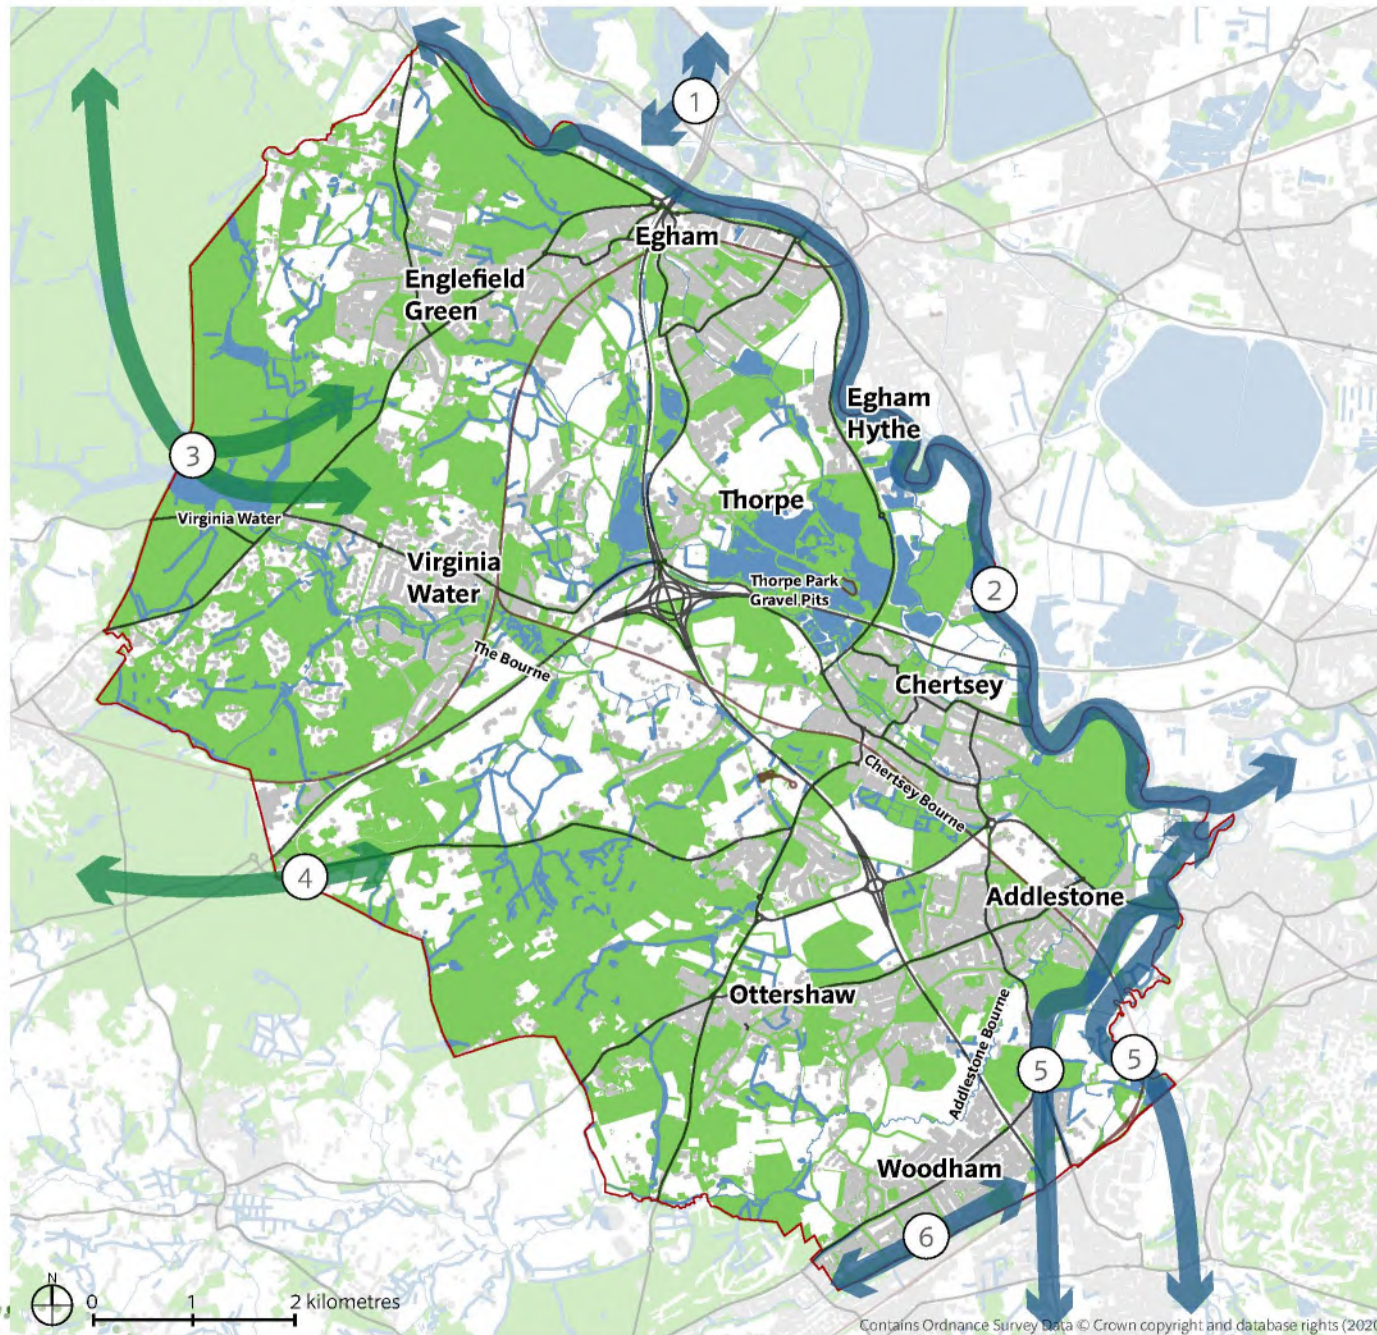 1
Egham
Englefield
Green
Egham
Hythe
3
Thorpe
Virginia Water
Virginia
Water
Thorpe Park
Gravel Pits
2
The Bourne
Chertsey
Chertsey Bourne
4
Addlestone
Ottershaw
Addlestone Bourne
5
5
Woodham
6
N
0 1 2 kilometres
Contains Ordnance Survey Data © Crown copyright and database rights (2020